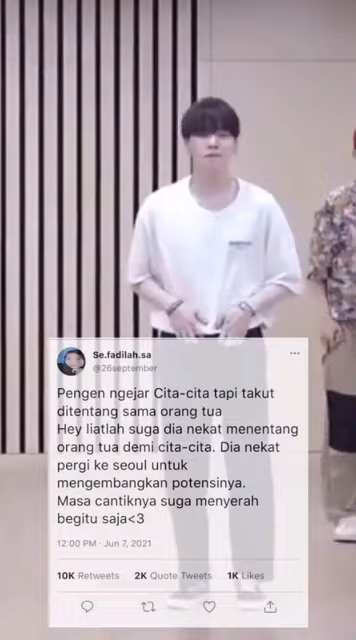 Se.fadilah.sa
@26september
Pengen ngejar Cita-cita tapi takut
ditentang sama orang tua
Hey liatlah suga dia nekat menentang
orang tua demi cita-cita. Dia nekat
pergi ke seoul untuk
mengembangkan potensinya.
Masa cantiknya suga menyerah
begitu saja<3
12:00 PM · Jun 7, 2021
10K Retweets 2K Quote Tweets 1K Likes